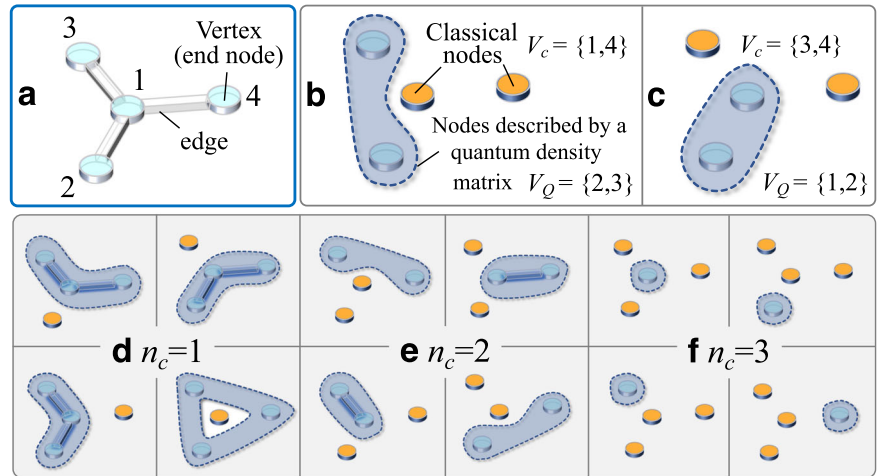 a
3
1
2
4
Vertex
(end node)
edge
b
Classical
nodes
V_c = {1,4}
Nodes described by a
quantum density
matrix V_Q = {2,3}
c
V_c = {3,4}
V_Q = {1,2}
d n_c=1
e n_c=2
f n_c=3